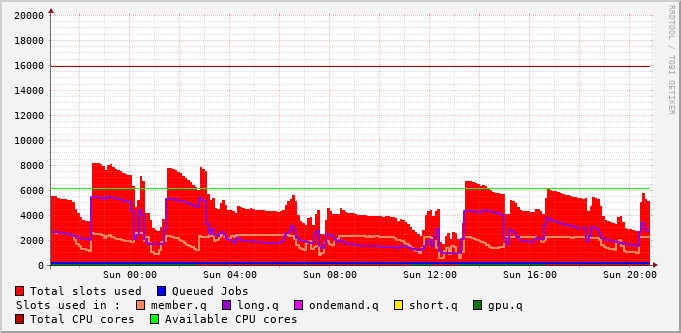 20000
18000
16000
14000
12000
10000
8000
6000
4000
2000
0
Sun 00:00 Sun 04:00 Sun 08:00 Sun 12:00 Sun 16:00 Sun 20:00
Total slots used Queued Jobs
Slots used in : member.q long.q ondemand.q short.q gpu.q
Total CPU cores Available CPU cores
RRDTOOL / TOBI OETIKER